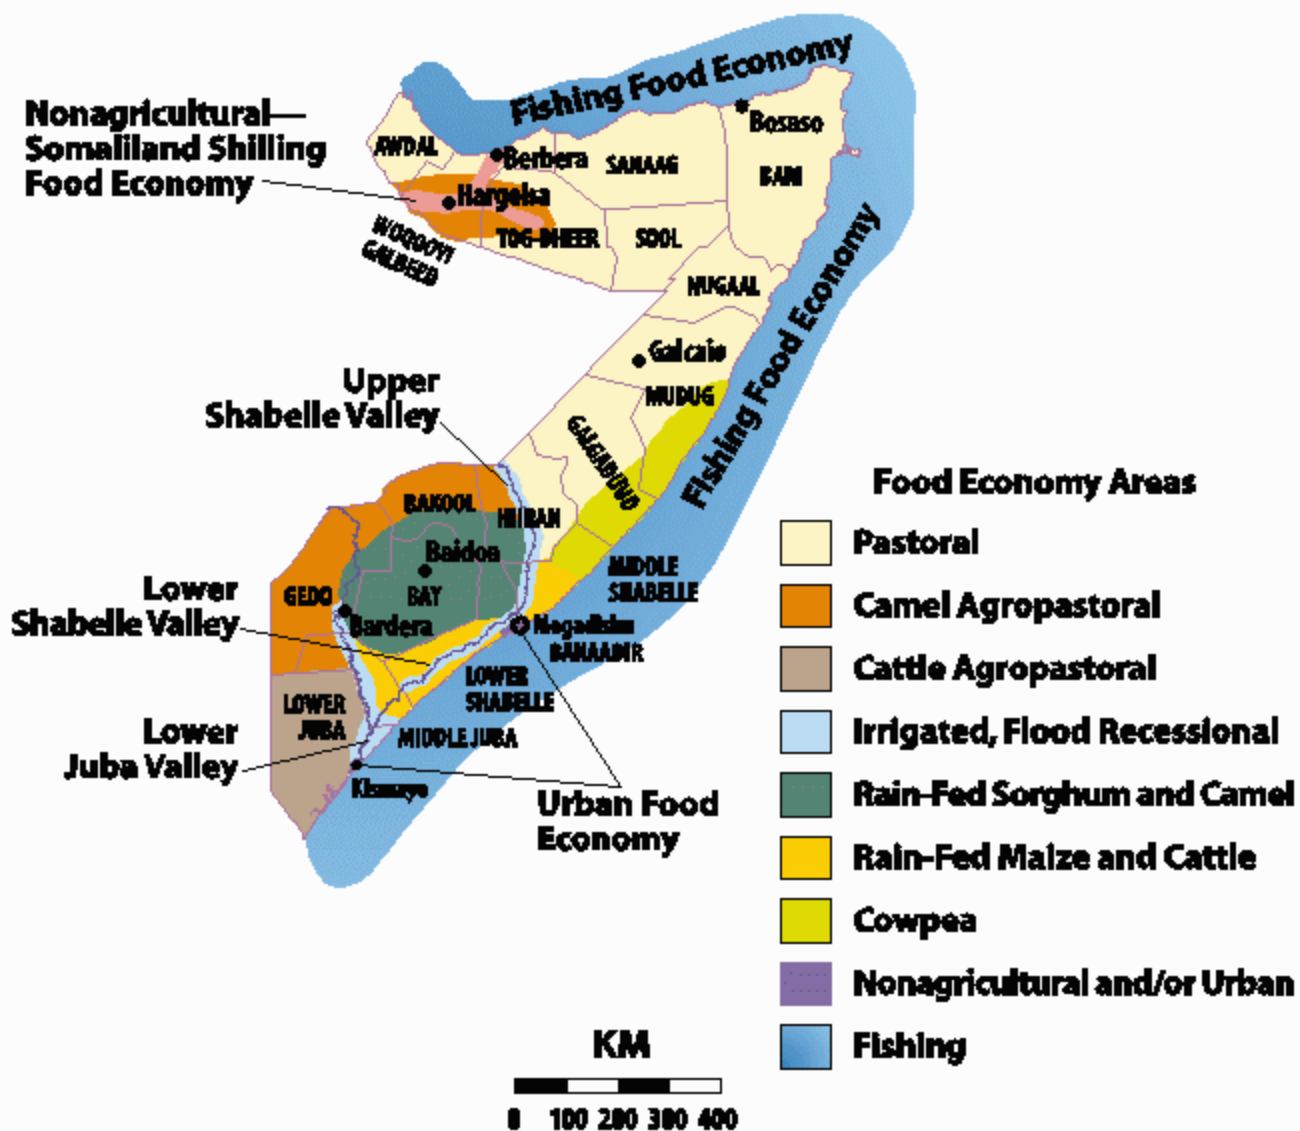 Fishing Food Economy
Nonagricultural—
Somaliland Shilling
Food Economy
AWDAL
Berbera
SANAAG
Bosaso
BARI
Hargeisa
WOQOOYI
GALBEED
TOG-DHEER
SOOL
NUGAAL
Fishing Food Economy
Galcaio
MUDUG
GALGADUUD
Upper
Shabelle Valley
BAKOOL
HIIRAN
Baidoa
BAY
GEDO
Bardera
MIDDLE
SHABELLE
Mogadishu
BANAADIR
Lower
Shabelle Valley
LOWER
SHABELLE
LOWER
JUBA
MIDDLE JUBA
Lower
Juba Valley
Kismayo
Urban Food
Economy
Food Economy Areas
Pastoral
Camel Agropastoral
Cattle Agropastoral
Irrigated, Flood Recessional
Rain-Fed Sorghum and Camel
Rain-Fed Maize and Cattle
Cowpea
Nonagricultural and/or Urban
Fishing
KM
0 100 200 300 400